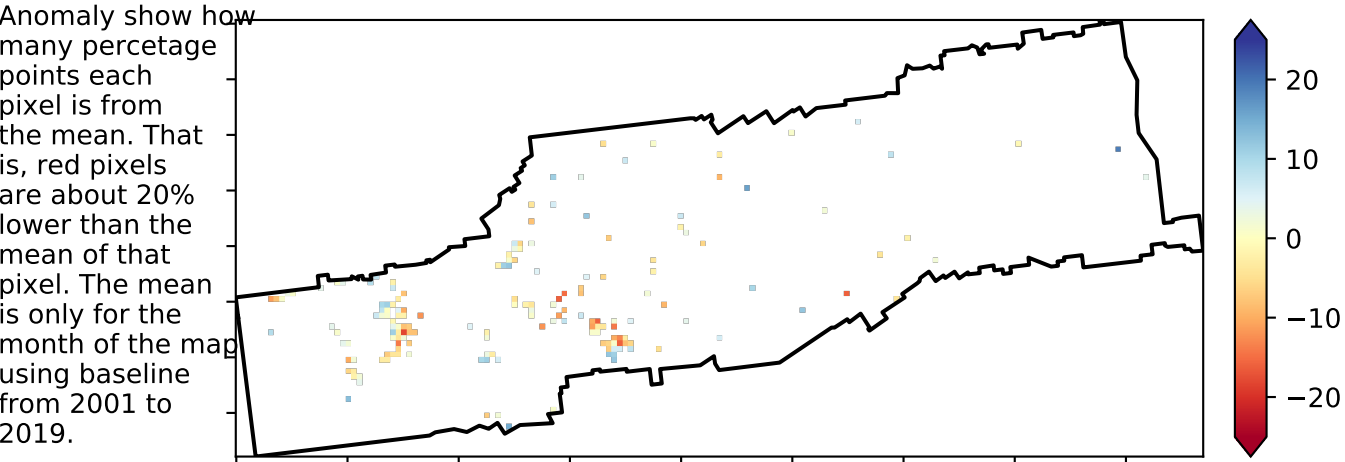 Anomaly show how
many percetage
points each
pixel is from
the mean. That
is, red pixels
are about 20%
lower than the
mean of that
pixel. The mean
is only for the
month of the map
using baseline
from 2001 to
2019.
20
10
0
−10
−20